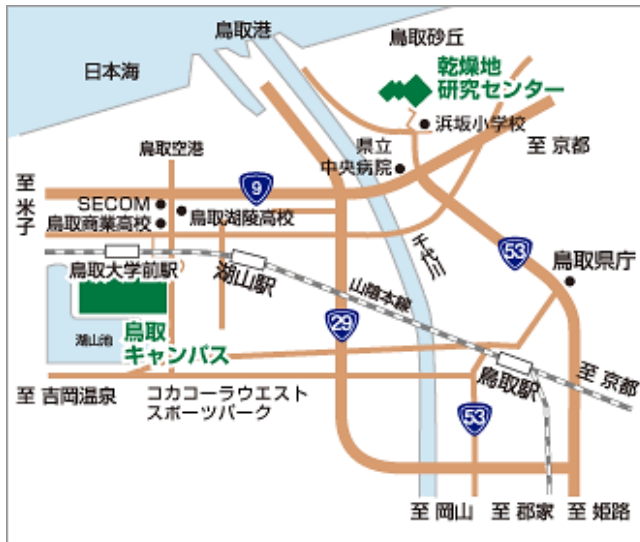 鳥取港
鳥取砂丘
日本海
乾燥地
研究センター
浜坂小学校
鳥取空港
県立
中央病院
至 京都
至 米子
9
SECOM
鳥取商業高校
鳥取湖陵高校
千代川
53
鳥取大学前駅
湖山駅
山陰本線
鳥取県庁
湖山池
鳥取
キャンパス
29
鳥取駅
至 京都
至 吉岡温泉
コカコーラウエスト
スポーツパーク
53
至 岡山
至 郡家
至 姫路